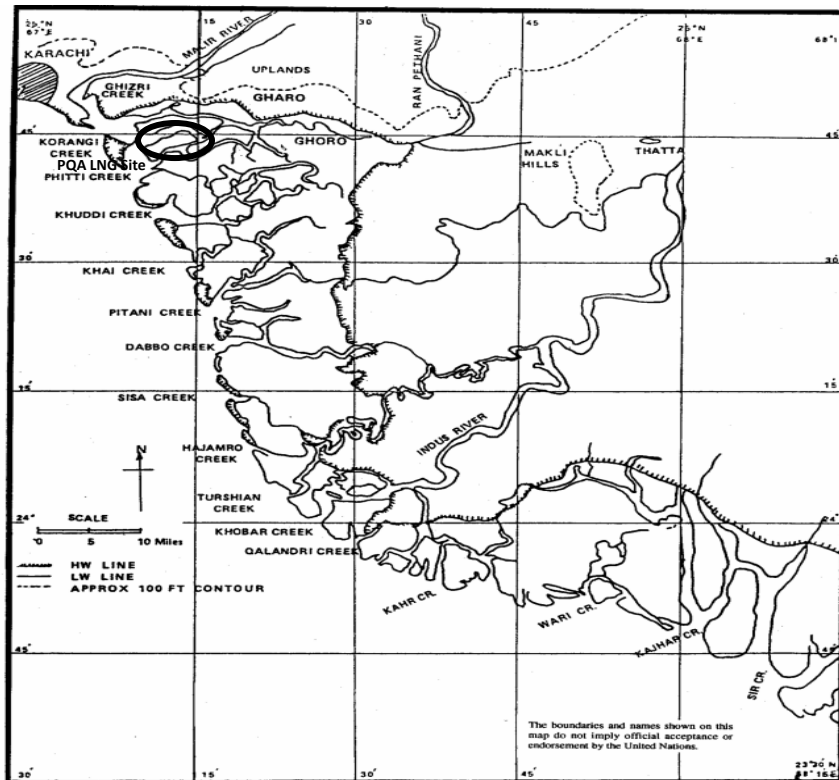 25°N
67°E
15
30
45
25°N
68°E
68°1
KARACHI
MALIR RIVER
UPLANDS
GHIZRI
CREEK
GHARO
RAN PETHANI
45
45
KORANGI
CREEK
GHORO
MAKLI
HILLS
THATTA
PQA LNG Site
PHITTI CREEK
KHUDDI CREEK
30
30
KHAI CREEK
PITANI CREEK
DABBO CREEK
15
15
SISA CREEK
INDUS RIVER
HAJAMRO
CREEK
N
TURSHIAN
CREEK
SCALE
0 5 10 Miles
24
24
KHOBAR CREEK
QALANDRI CREEK
HW LINE
LW LINE
APPROX 100 FT CONTOUR
KAHR CR.
WARI CR.
KAJHAR CR.
SIR CR.
45
45
The boundaries and names shown on this
map do not imply official acceptance or
endorsement by the United Nations.
30
15
30
45